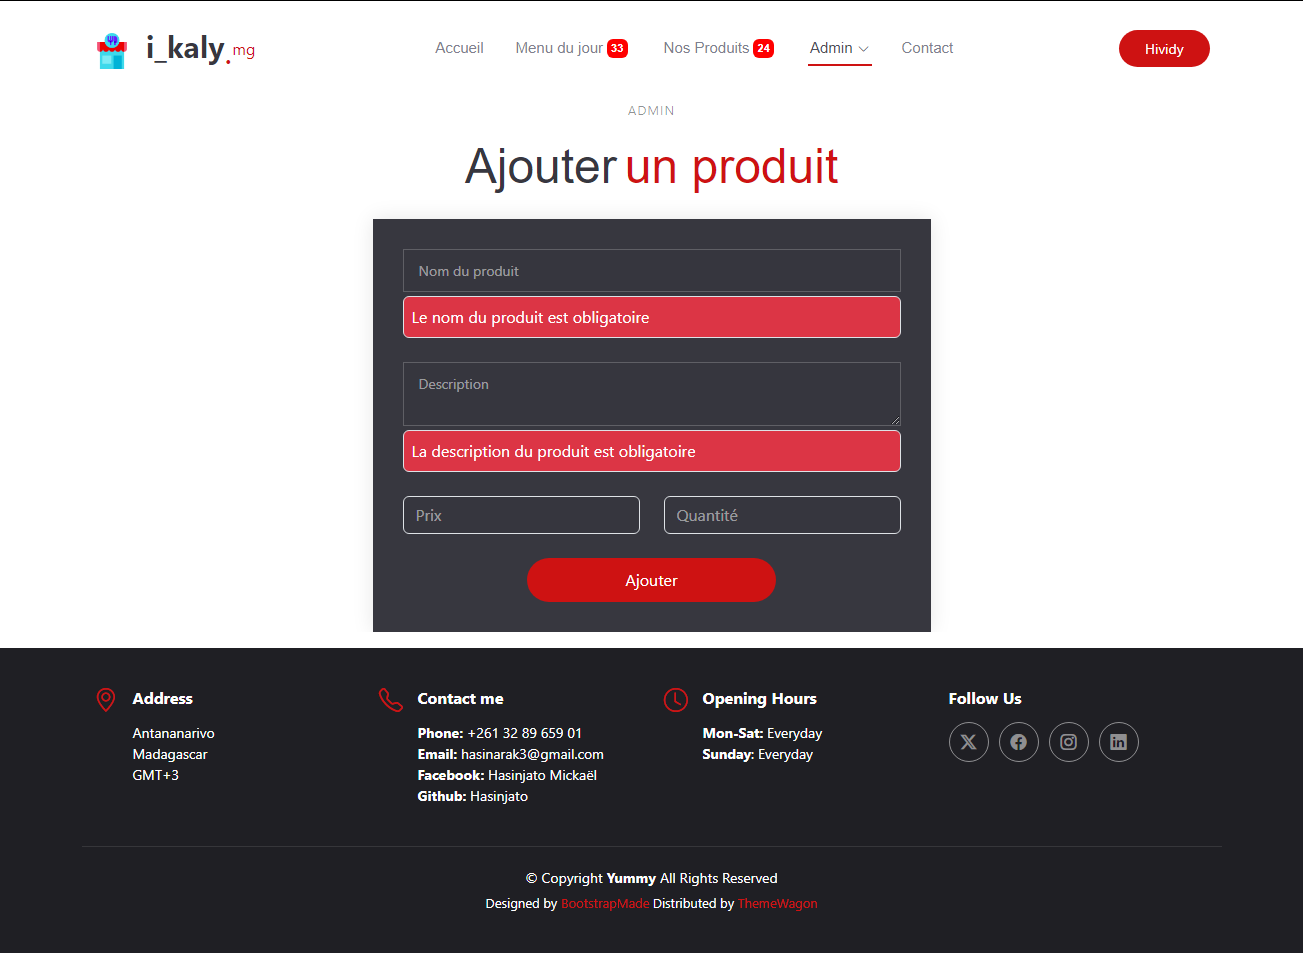 i_kaly.mg
Accueil
Menu du jour 33
Nos Produits 24
Admin
Contact
Hividy
ADMIN
Ajouter un produit
Nom du produit
Le nom du produit est obligatoire
Description
La description du produit est obligatoire
Prix
Quantité
Ajouter
Address
Antananarivo
Madagascar
GMT+3
Contact me
Phone: +261 32 89 659 01
Email: hasinarak3@gmail.com
Facebook: Hasinjato Mickaël
Github: Hasinjato
Opening Hours
Mon-Sat: Everyday
Sunday: Everyday
Follow Us
© Copyright Yummy All Rights Reserved
Designed by BootstrapMade Distributed by ThemeWagon